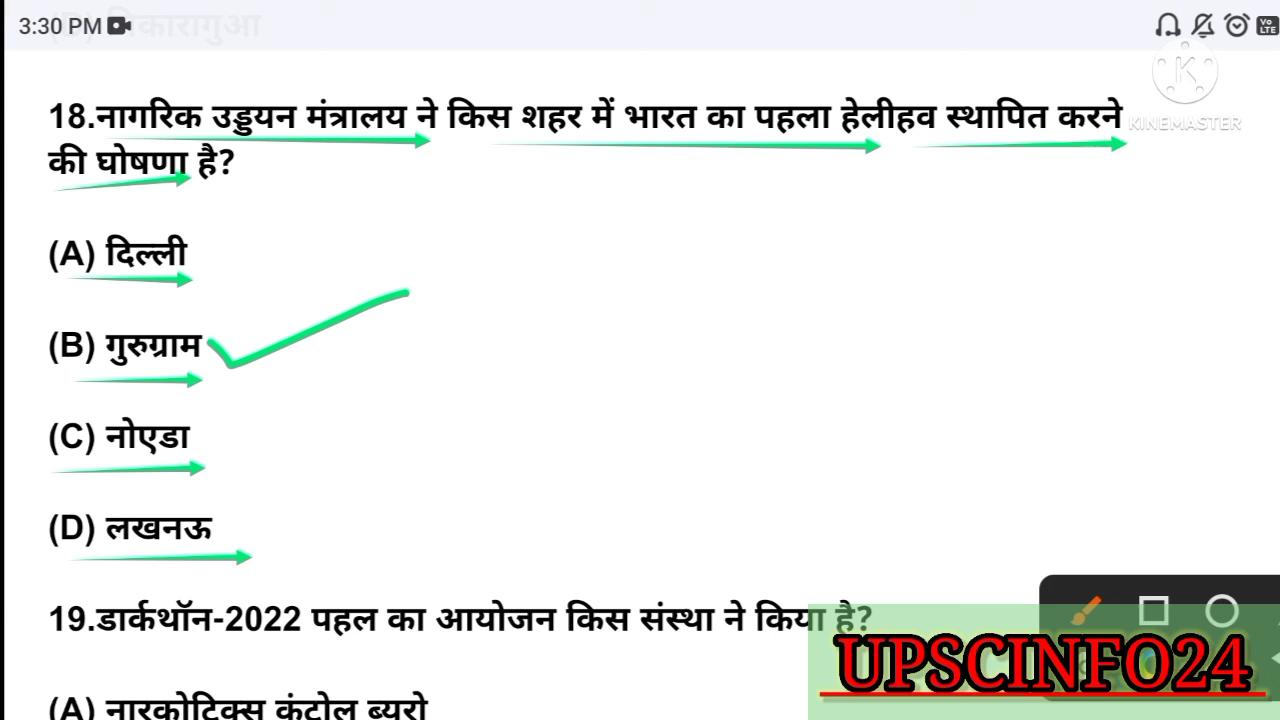 3:30 PM
(D) निकारागुआ
18.नागरिक उड्डयन मंत्रालय ने किस शहर में भारत का पहला हेलीहव स्थापित करने
की घोषणा है?
KINEMASTER
(A) दिल्ली
(B) गुरुग्राम
(C) नोएडा
(D) लखनऊ
19.डार्कथॉन-2022 पहल का आयोजन किस संस्था ने किया है?
UPSCINFO24
(A) नारकोटिक्स कंट्रोल ब्यूरो